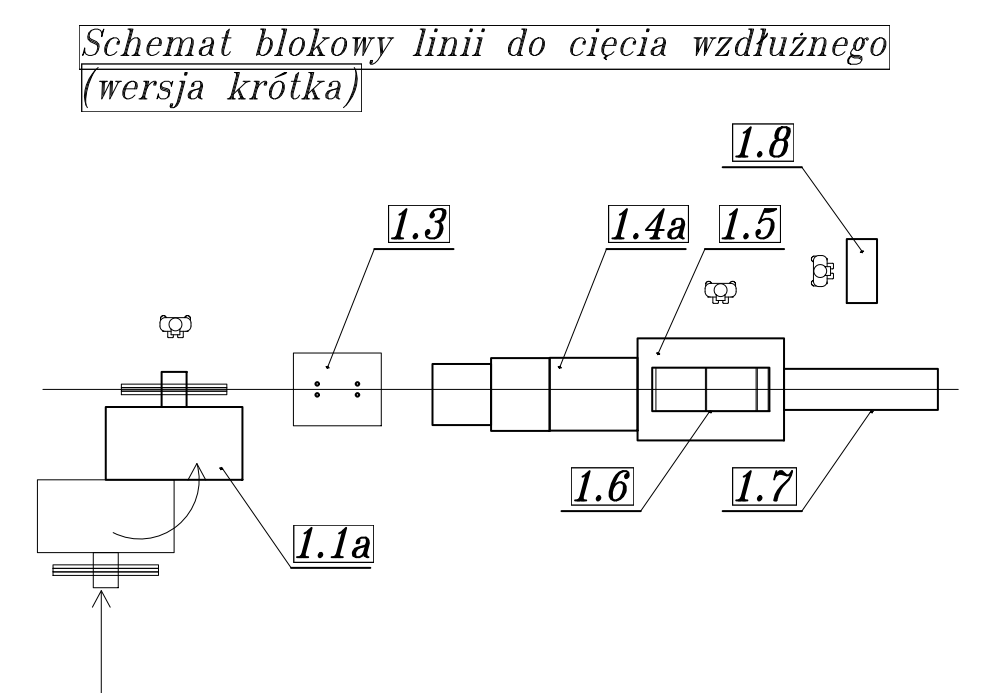 Schemat blokowy linii do cięcia wzdłużnego
(wersja krótka)
1.8
1.3
1.4a
1.5
1.6
1.7
1.1a